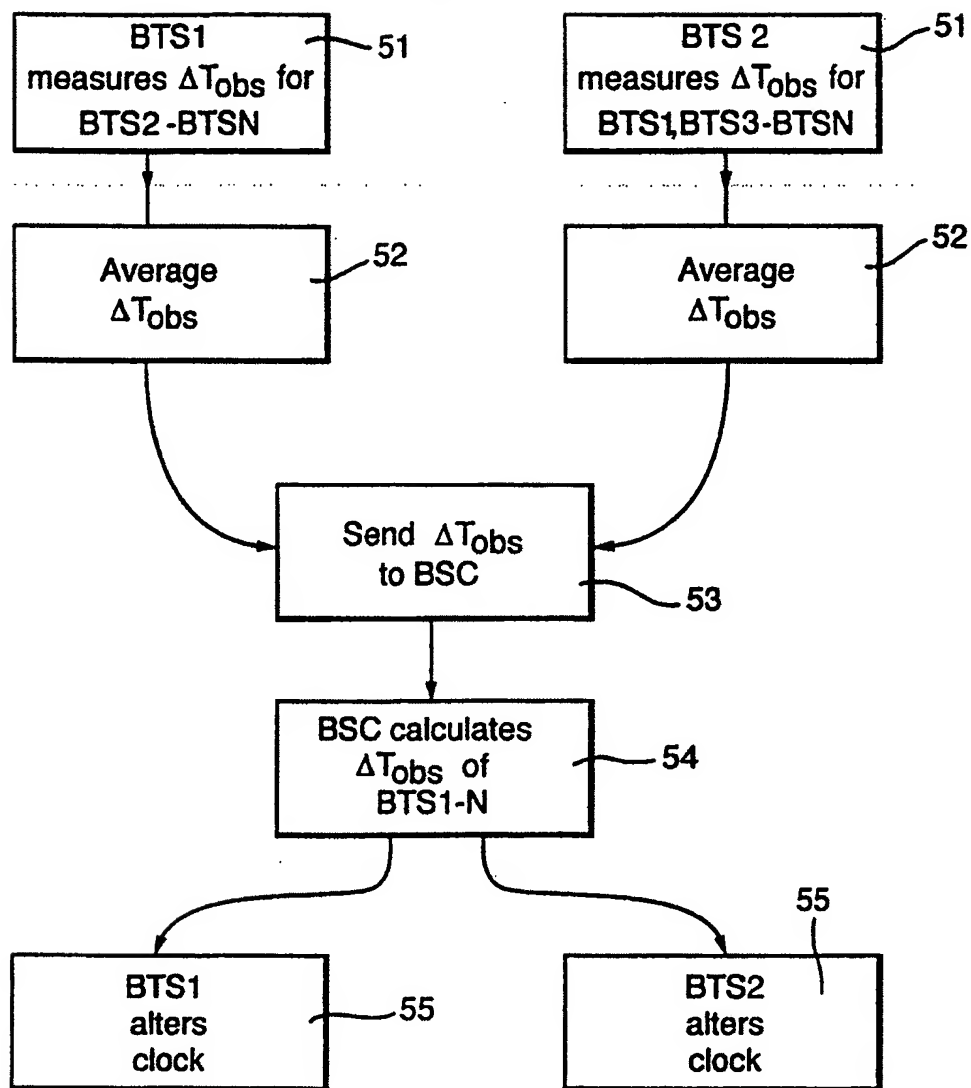 BTS1
measures ΔTobs for
BTS2-BTSN
51
BTS 2
measures ΔTobs for
BTS1,BTS3-BTSN
51
Average
ΔTobs
52
Average
ΔTobs
52
Send ΔTobs
to BSC
53
BSC calculates
ΔTobs of
BTS1-N
54
BTS1
alters
clock
55
BTS2
alters
clock
55